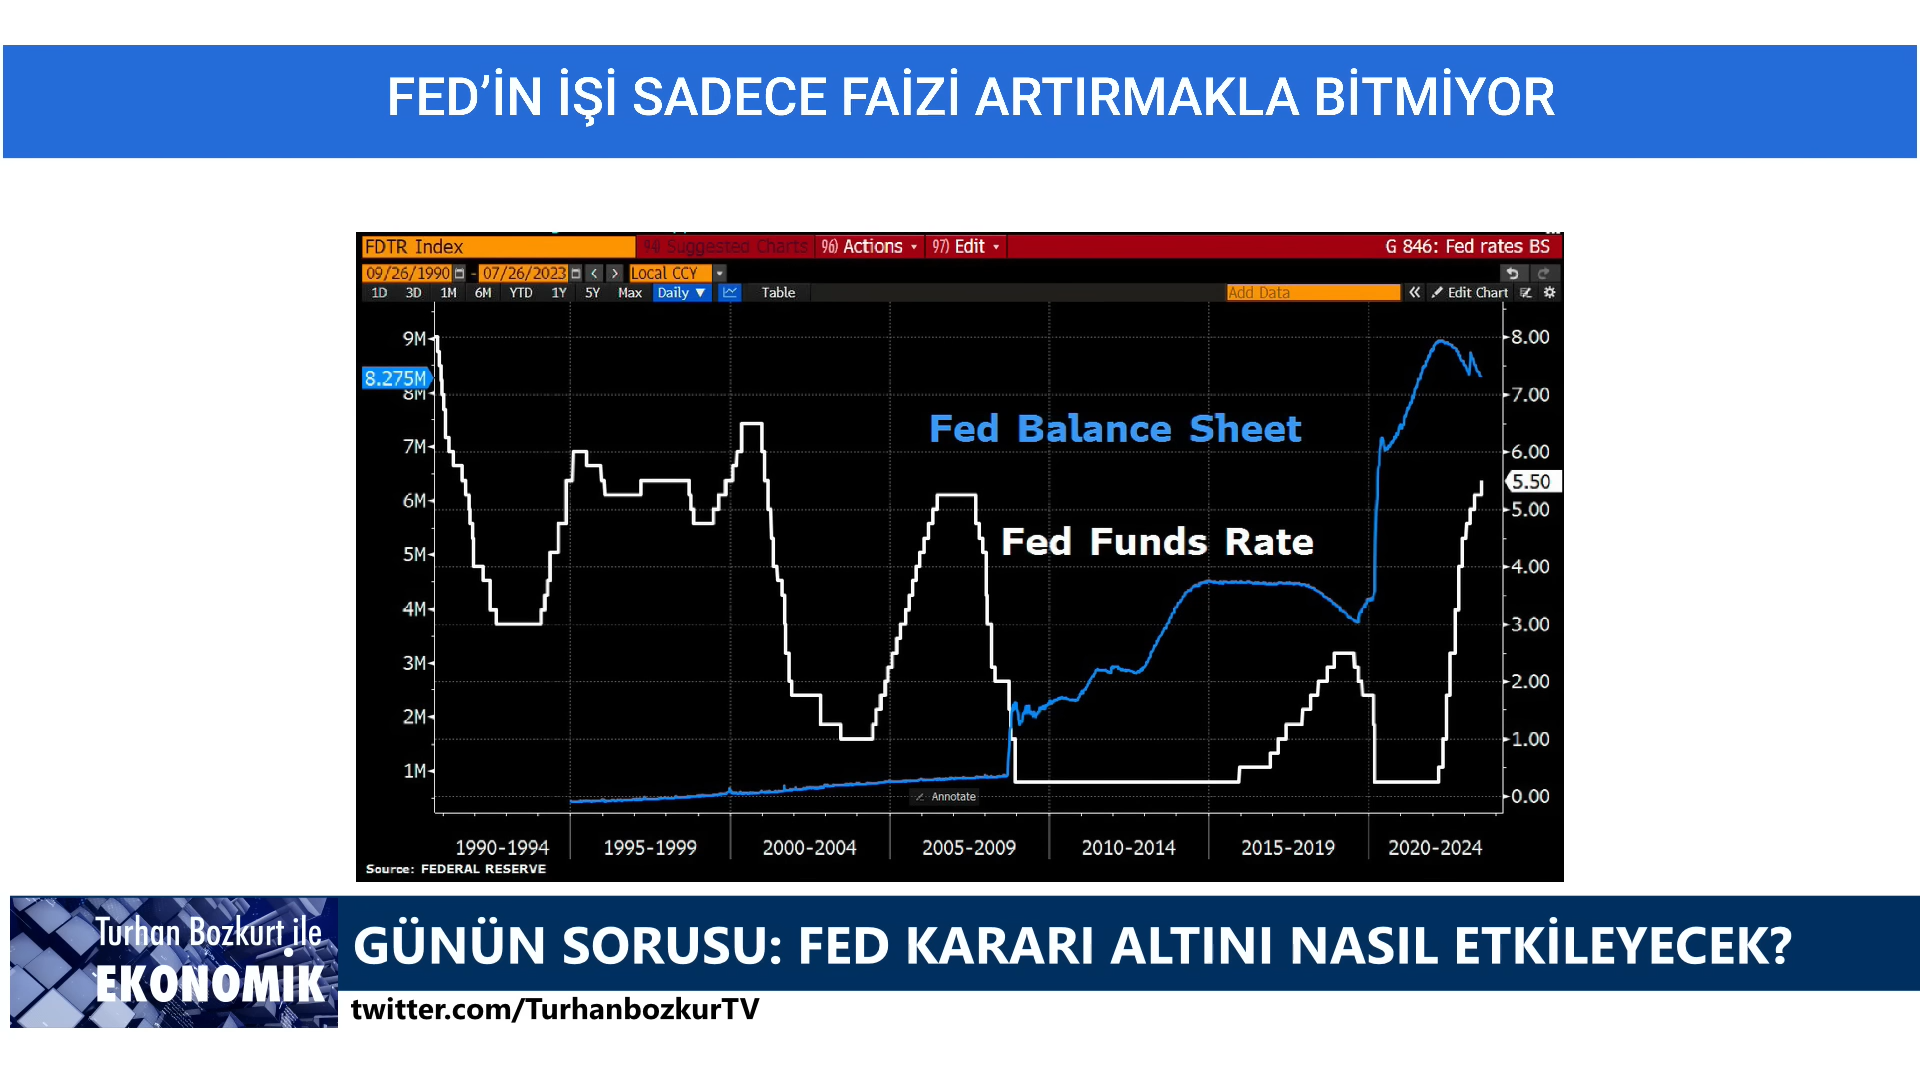 FED’İN İŞİ SADECE FAİZİ ARTIRMAKLA BİTMİYOR
FDTR Index
94) Suggested Charts
96) Actions
97) Edit
G 846: Fed rates BS
09/26/1990 - 07/26/2023
Local CCY
1D 3D 1M 6M YTD 1Y 5Y Max Daily ▼ Table
Add Data
« Edit Chart
9M
8.275M
8M
7M
6M
5M
4M
3M
2M
1M
Fed Balance Sheet
Fed Funds Rate
8.00
7.00
6.00
5.50
5.00
4.00
3.00
2.00
1.00
0.00
Annotate
1990-1994 1995-1999 2000-2004 2005-2009 2010-2014 2015-2019 2020-2024
Source: FEDERAL RESERVE
Turhan Bozkurt ile
EKONOMİK
GÜNÜN SORUSU: FED KARARI ALTINI NASIL ETKİLEYECEK?
twitter.com/TurhanbozkurTV